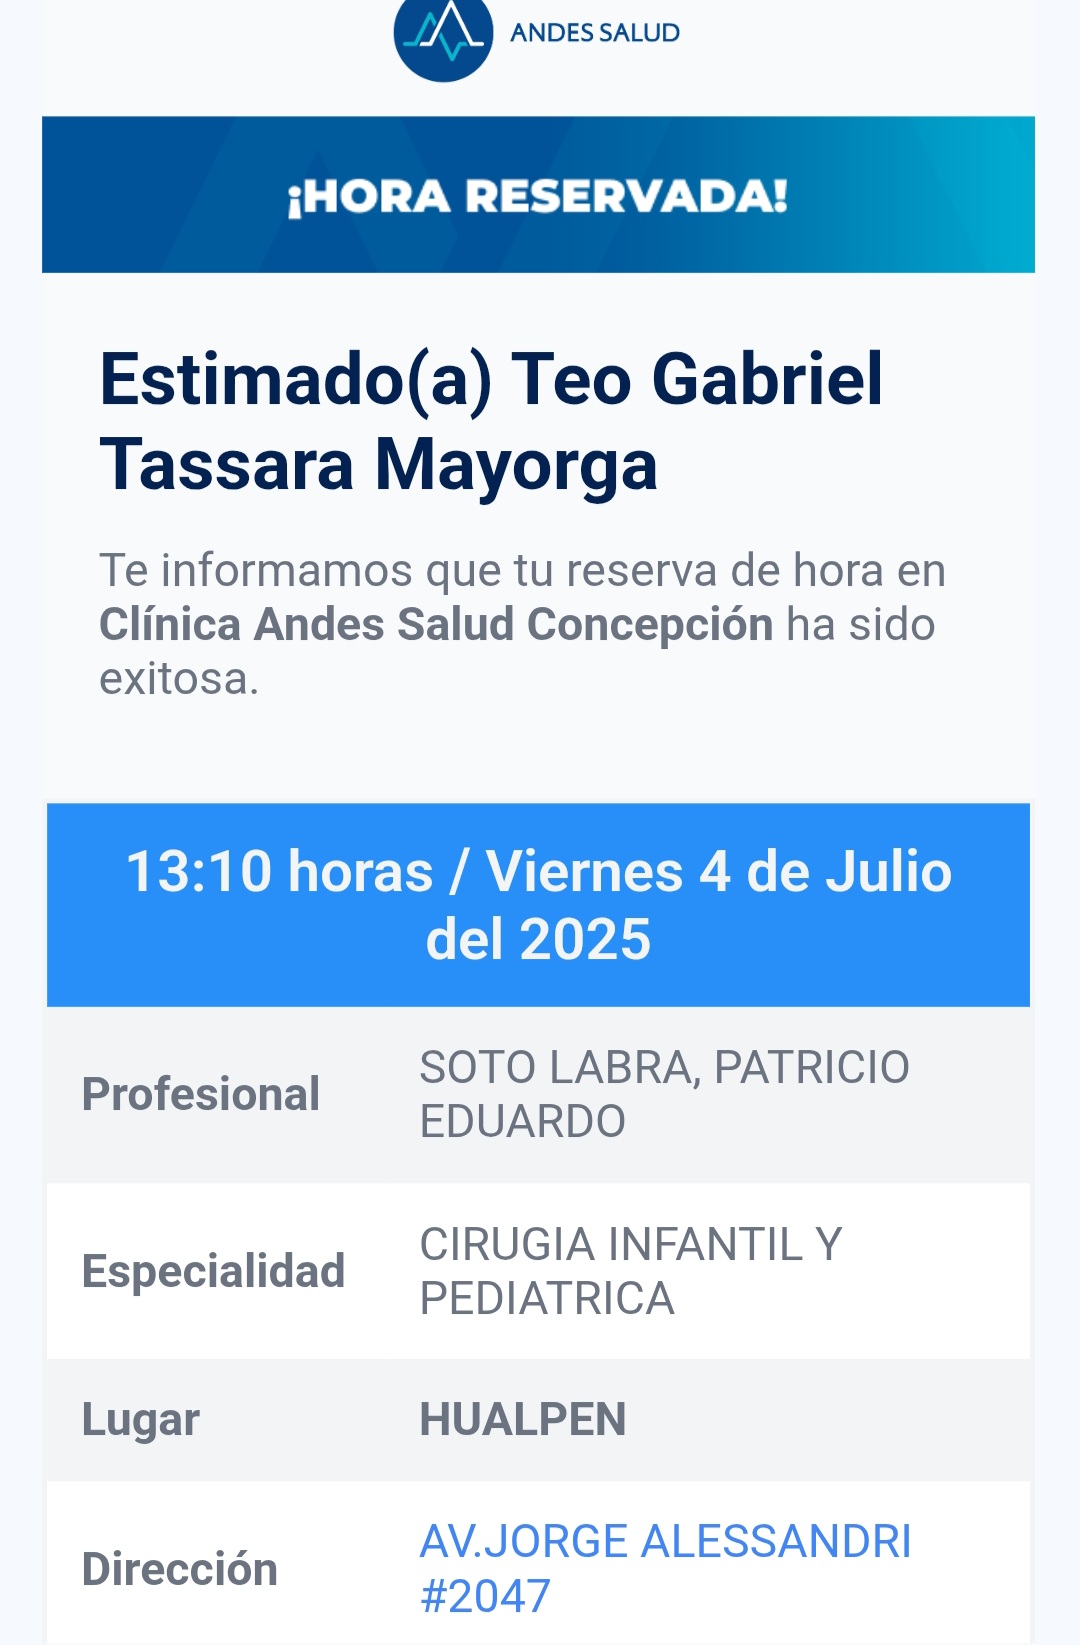 ANDES SALUD
¡HORA RESERVADA!
Estimado(a) Teo Gabriel
Tassara Mayorga
Te informamos que tu reserva de hora en
Clínica Andes Salud Concepción ha sido
exitosa.
13:10 horas / Viernes 4 de Julio
del 2025
Profesional
SOTO LABRA, PATRICIO
EDUARDO
Especialidad
CIRUGIA INFANTIL Y
PEDIATRICA
Lugar
HUALPEN
Dirección
AV.JORGE ALESSANDRI
#2047